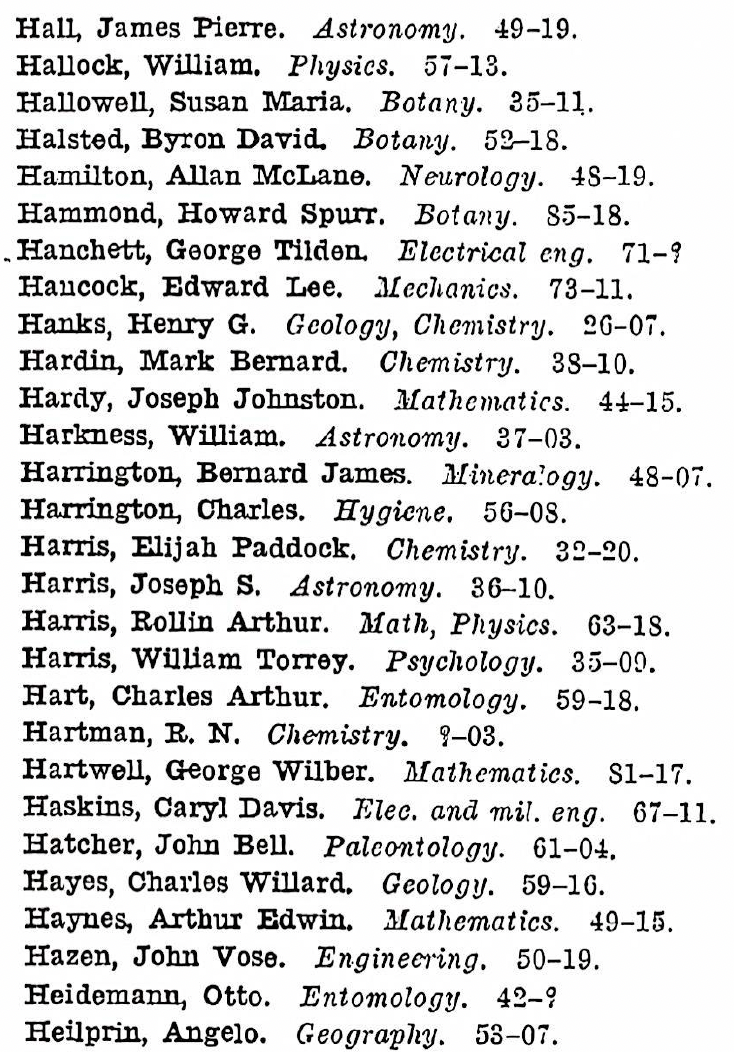 Hall, James Pierre. Astronomy. 49–19.
Hallock, William. Physics. 57–13.
Hallowell, Susan Maria. Botany. 35–11.
Halsted, Byron David. Botany. 52–18.
Hamilton, Allan McLane. Neurology. 48–19.
Hammond, Howard Spurr. Botany. 85–18.
Hanchett, George Tilden. Electrical eng. 71–?
Hancock, Edward Lee. Mechanics. 73–11.
Hanks, Henry G. Geology, Chemistry. 26–07.
Hardin, Mark Bernard. Chemistry. 38–10.
Hardy, Joseph Johnston. Mathematics. 44–15.
Harkness, William. Astronomy. 37–03.
Harrington, Bernard James. Mineralogy. 48–07.
Harrington, Charles. Hygiene. 56–08.
Harris, Elijah Paddock. Chemistry. 32–20.
Harris, Joseph S. Astronomy. 36–10.
Harris, Rollin Arthur. Math, Physics. 63–18.
Harris, William Torrey. Psychology. 35–09.
Hart, Charles Arthur. Entomology. 59–18.
Hartman, R. N. Chemistry. ?–03.
Hartwell, George Wilber. Mathematics. 81–17.
Haskins, Caryl Davis. Elec. and mil. eng. 67–11.
Hatcher, John Bell. Paleontology. 61–04.
Hayes, Charles Willard. Geology. 59–16.
Haynes, Arthur Edwin. Mathematics. 49–15.
Hazen, John Vose. Engineering. 50–19.
Heidemann, Otto. Entomology. 42–?
Heilprin, Angelo. Geography. 53–07.